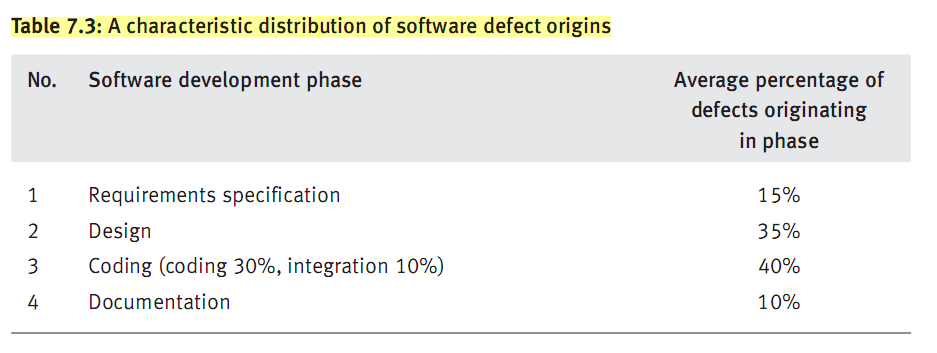 Table 7.3: A characteristic distribution of software defect origins
No. Software development phase Average percentage of
defects originating
in phase
1 Requirements specification 15%
2 Design 35%
3 Coding (coding 30%, integration 10%) 40%
4 Documentation 10%